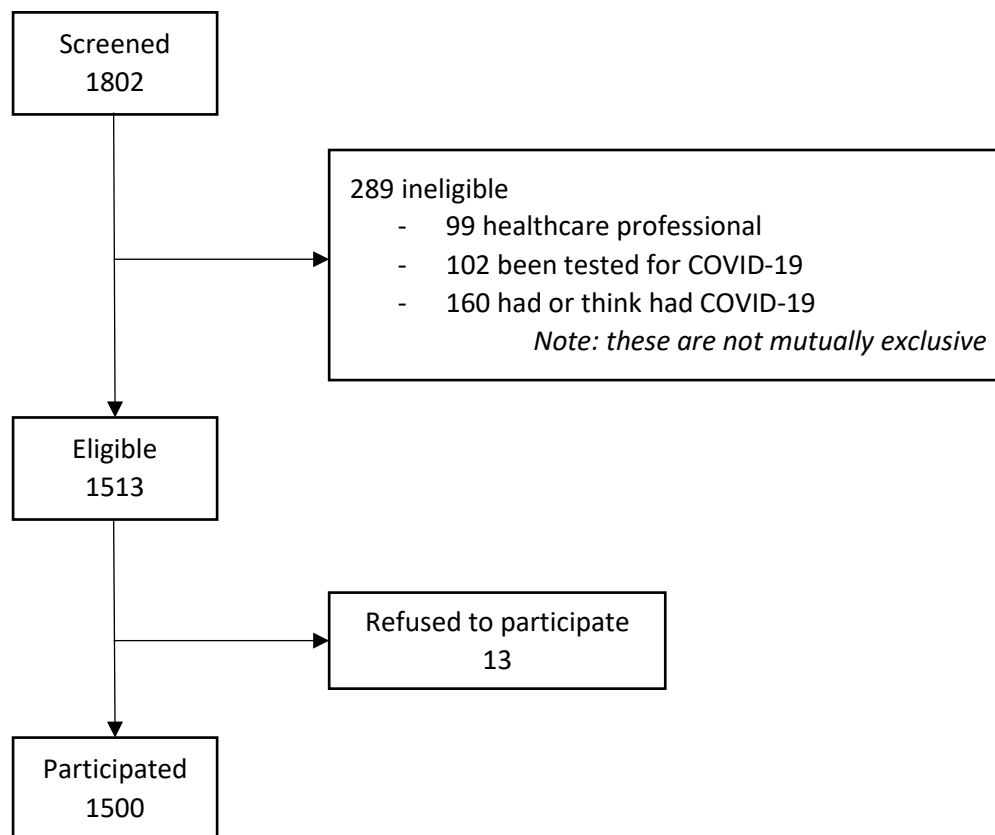 Screened
1802
289 ineligible
- 99 healthcare professional
- 102 been tested for COVID-19
- 160 had or think had COVID-19
Note: these are not mutually exclusive
Eligible
1513
Refused to participate
13
Participated
1500